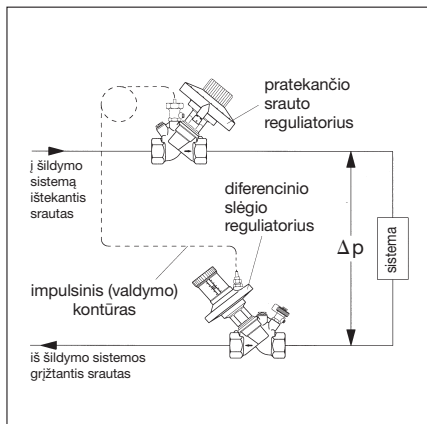 pratekančio
srauto
reguliatorius
į šildymo
sistemą
ištekantis
srautas
diferencinio
slėgio
reguliatorius
Δp
sistema
impulsinis (valdymo)
kontūras
iš šildymo sistemos
grįžtantis srautas